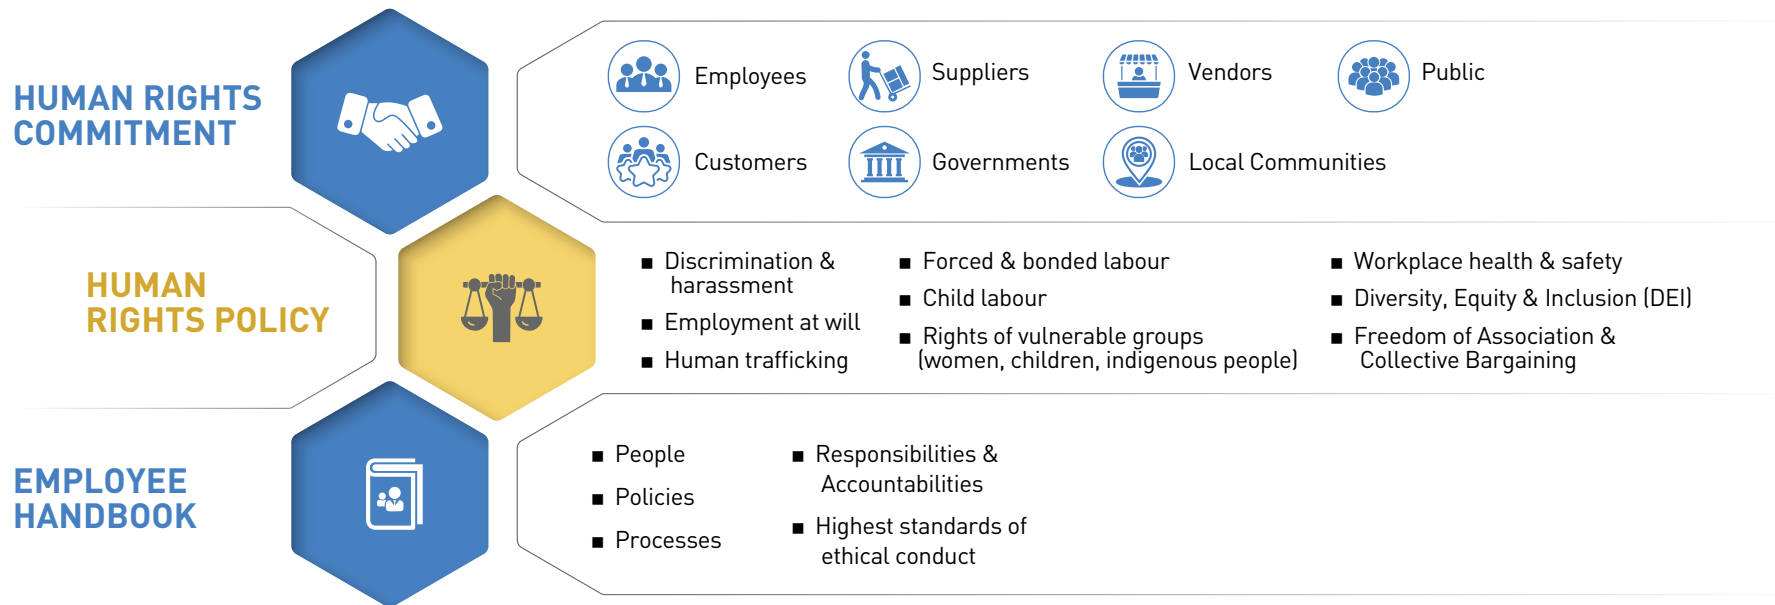 HUMAN RIGHTS
COMMITMENT
Employees
Suppliers
Vendors
Public
Customers
Governments
Local Communities
HUMAN
RIGHTS POLICY
■ Discrimination &
harassment
■ Employment at will
■ Human trafficking
■ Forced & bonded labour
■ Child labour
■ Rights of vulnerable groups
(women, children, indigenous people)
■ Workplace health & safety
■ Diversity, Equity & Inclusion (DEI)
■ Freedom of Association &
Collective Bargaining
EMPLOYEE
HANDBOOK
■ People
■ Policies
■ Processes
■ Responsibilities &
Accountabilities
■ Highest standards of
ethical conduct